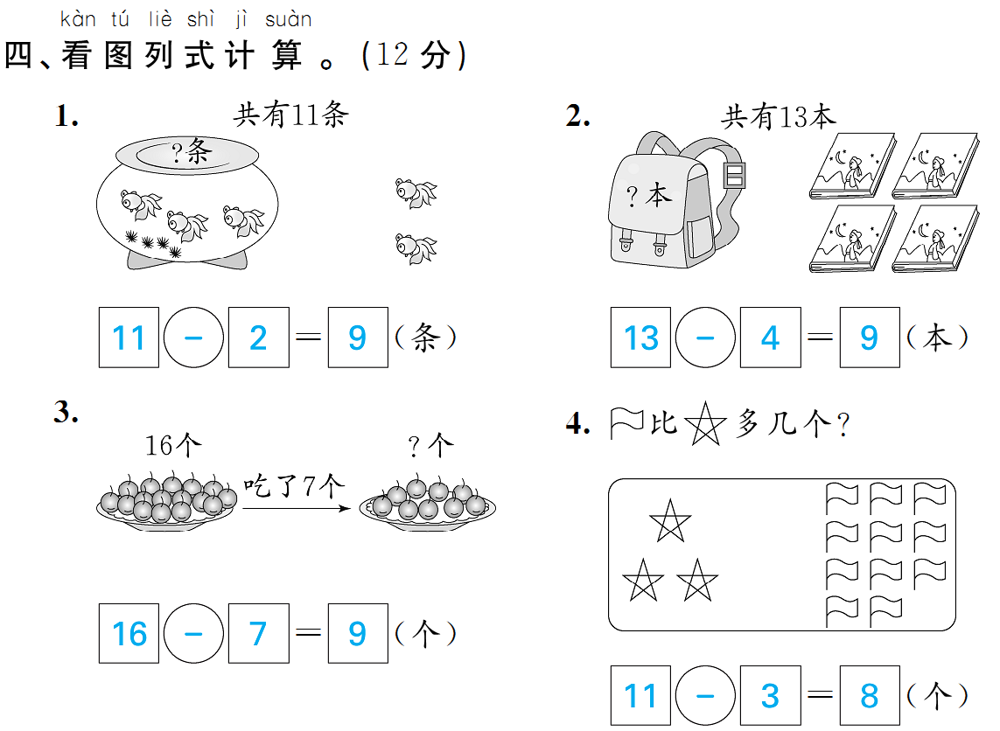 kàn tú liè shì jì suàn
四、看图列式计算。(12分)
1.
共有11条
?条
11 - 2 = 9 (条)
2.
共有13本
?本
13 - 4 = 9 (本)
3.
16个
吃了7个
?个
16 - 7 = 9 (个)
4. 比 多几个?
11 - 3 = 8 (个)